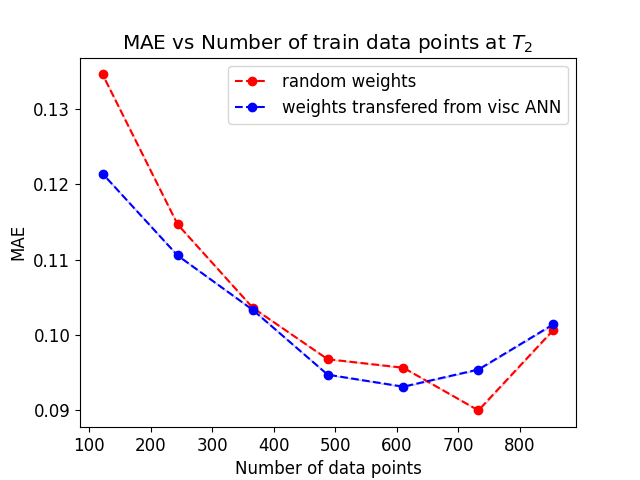 MAE vs Number of train data points at $T_2$
random weights
weights transfered from visc ANN
MAE
0.13
0.12
0.11
0.10
0.09
100 200 300 400 500 600 700 800
Number of data points